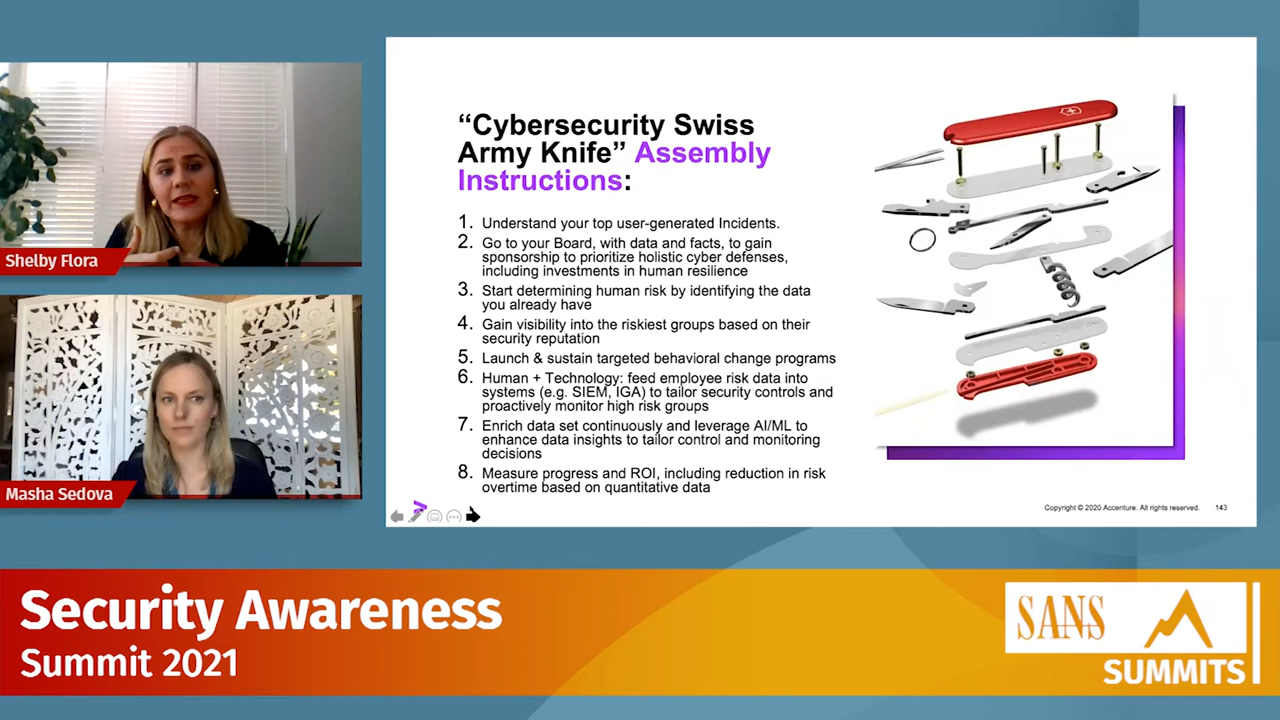 Shelby Flora
Masha Sedova
“Cybersecurity Swiss
Army Knife” Assembly
Instructions:
1. Understand your top user-generated Incidents.
2. Go to your Board, with data and facts, to gain
sponsorship to prioritize holistic cyber defenses,
including investments in human resilience
3. Start determining human risk by identifying the data
you already have
4. Gain visibility into the riskiest groups based on their
security reputation
5. Launch & sustain targeted behavioral change programs
6. Human + Technology: feed employee risk data into
systems (e.g. SIEM, IGA) to tailor security controls and
proactively monitor high risk groups
7. Enrich data set continuously and leverage AI/ML to
enhance data insights to tailor control and monitoring
decisions
8. Measure progress and ROI, including reduction in risk
overtime based on quantitative data
Copyright © 2020 Accenture. All rights reserved. 143
Security Awareness
Summit 2021
SANS
SUMMITS